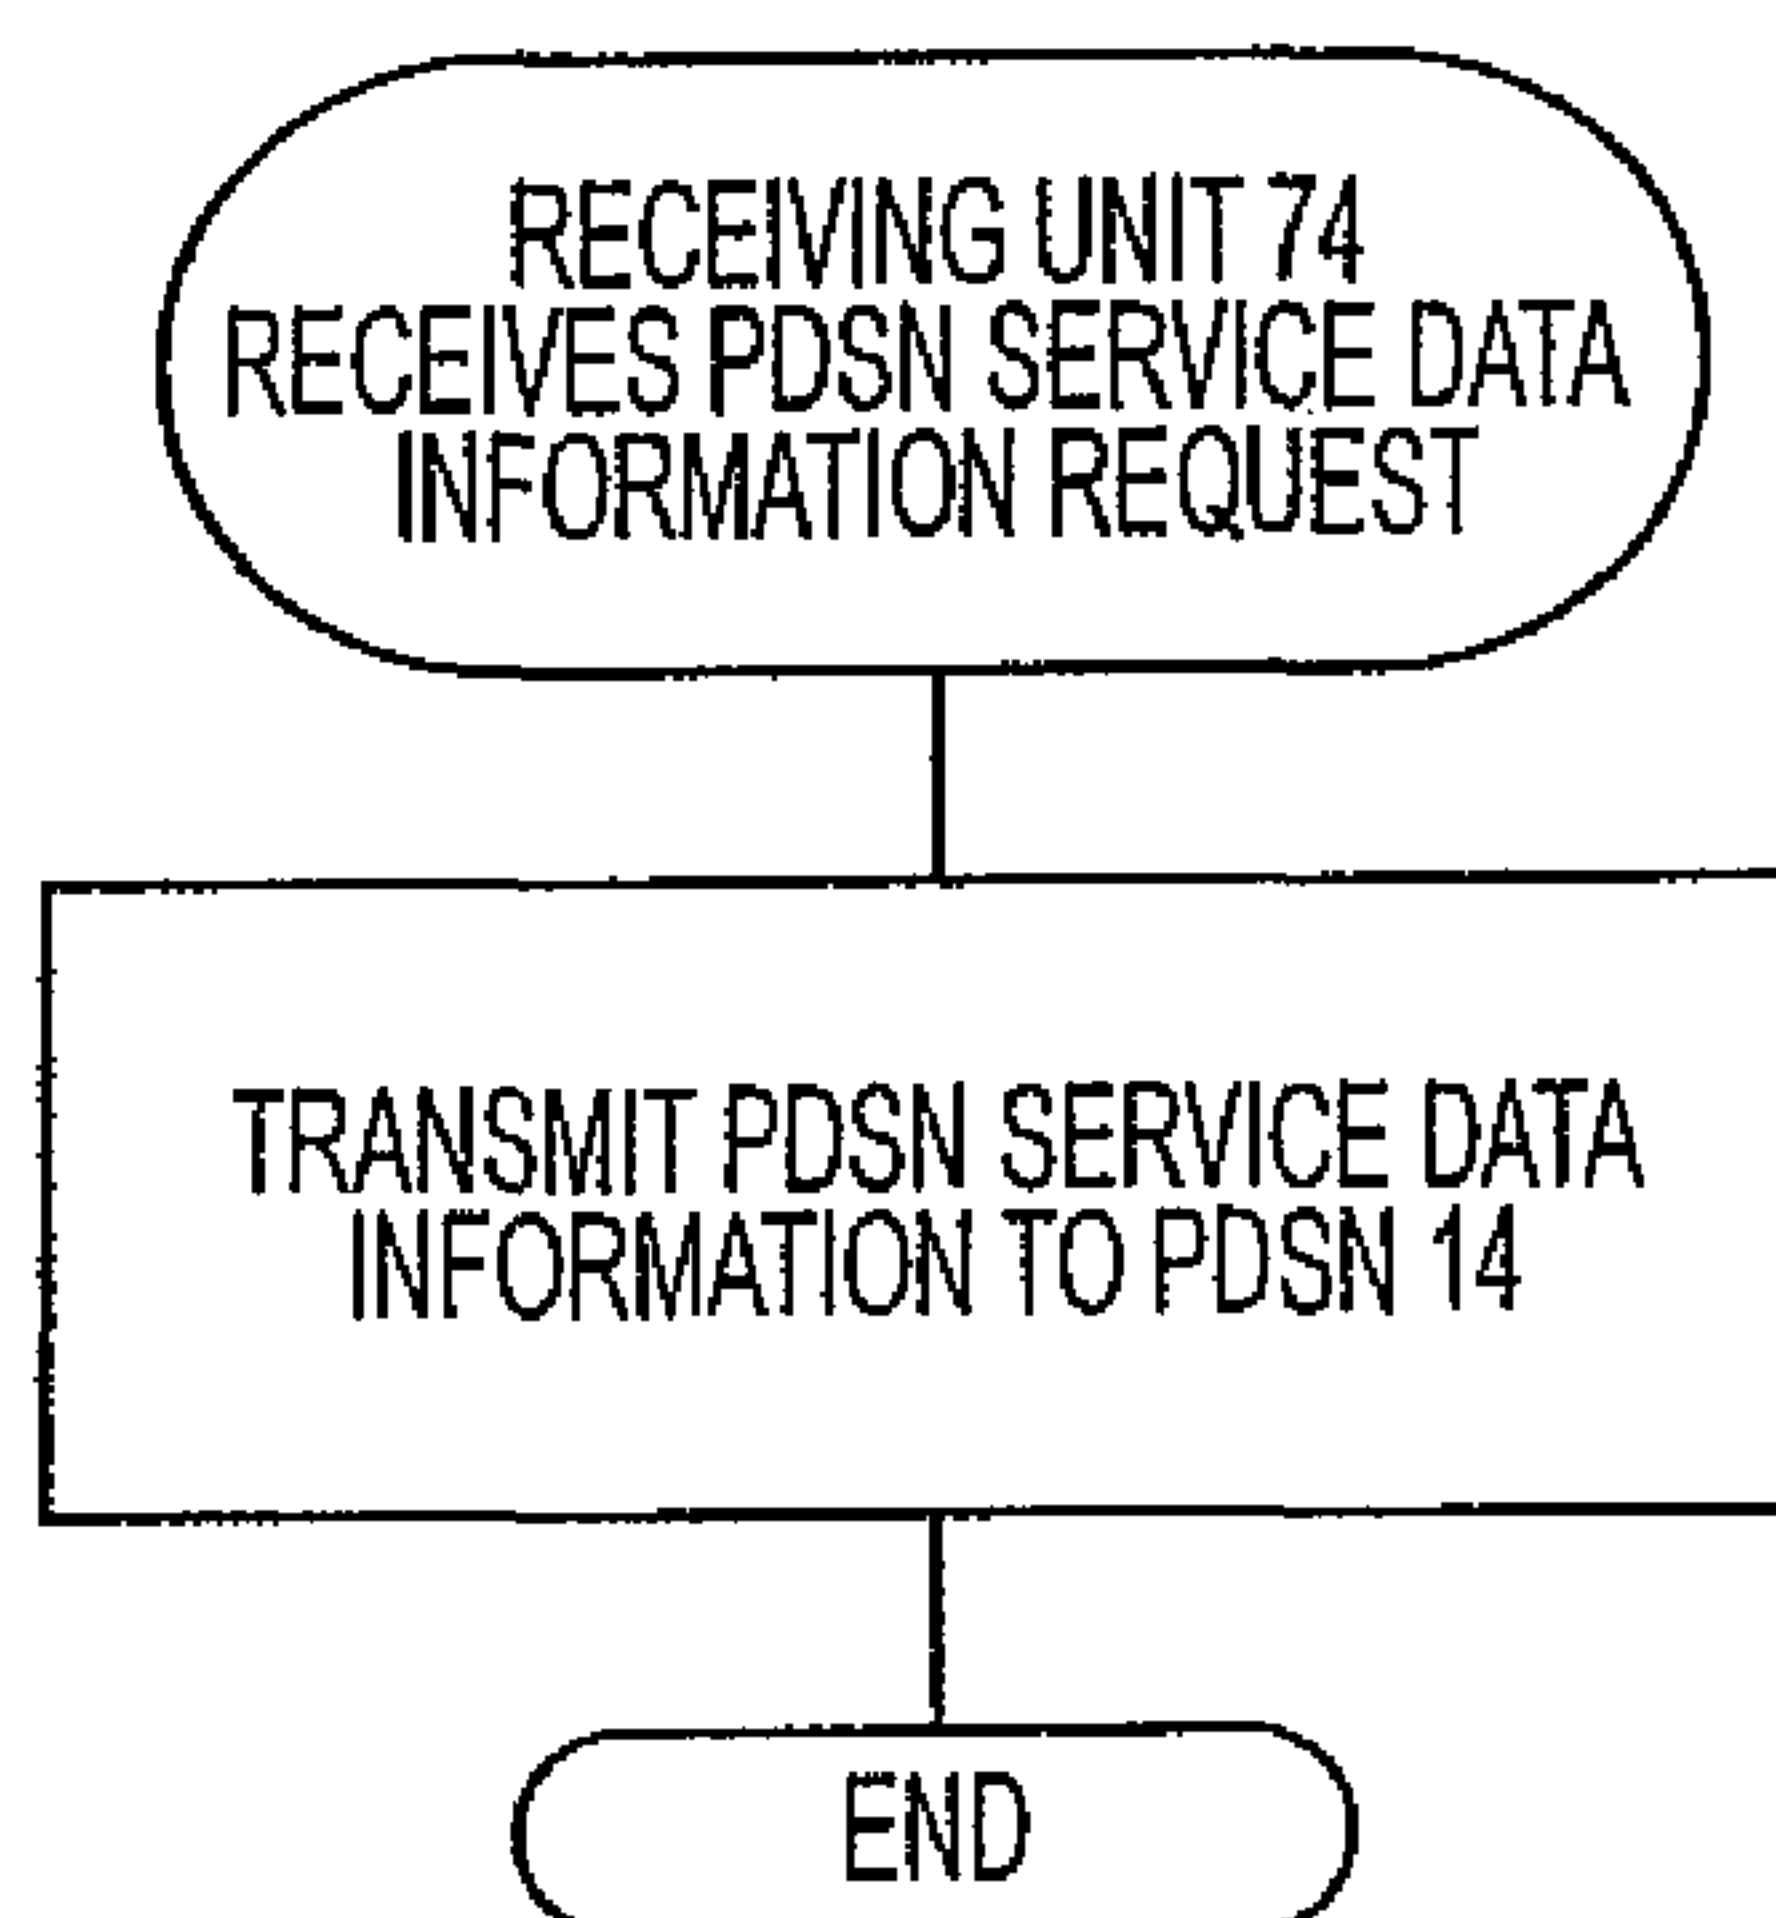 RECEIVING UNIT 74
RECEIVES PDSN SERVICE DATA
INFORMATION REQUEST
TRANSMIT PDSN SERVICE DATA
INFORMATION TO PDSN 14
END